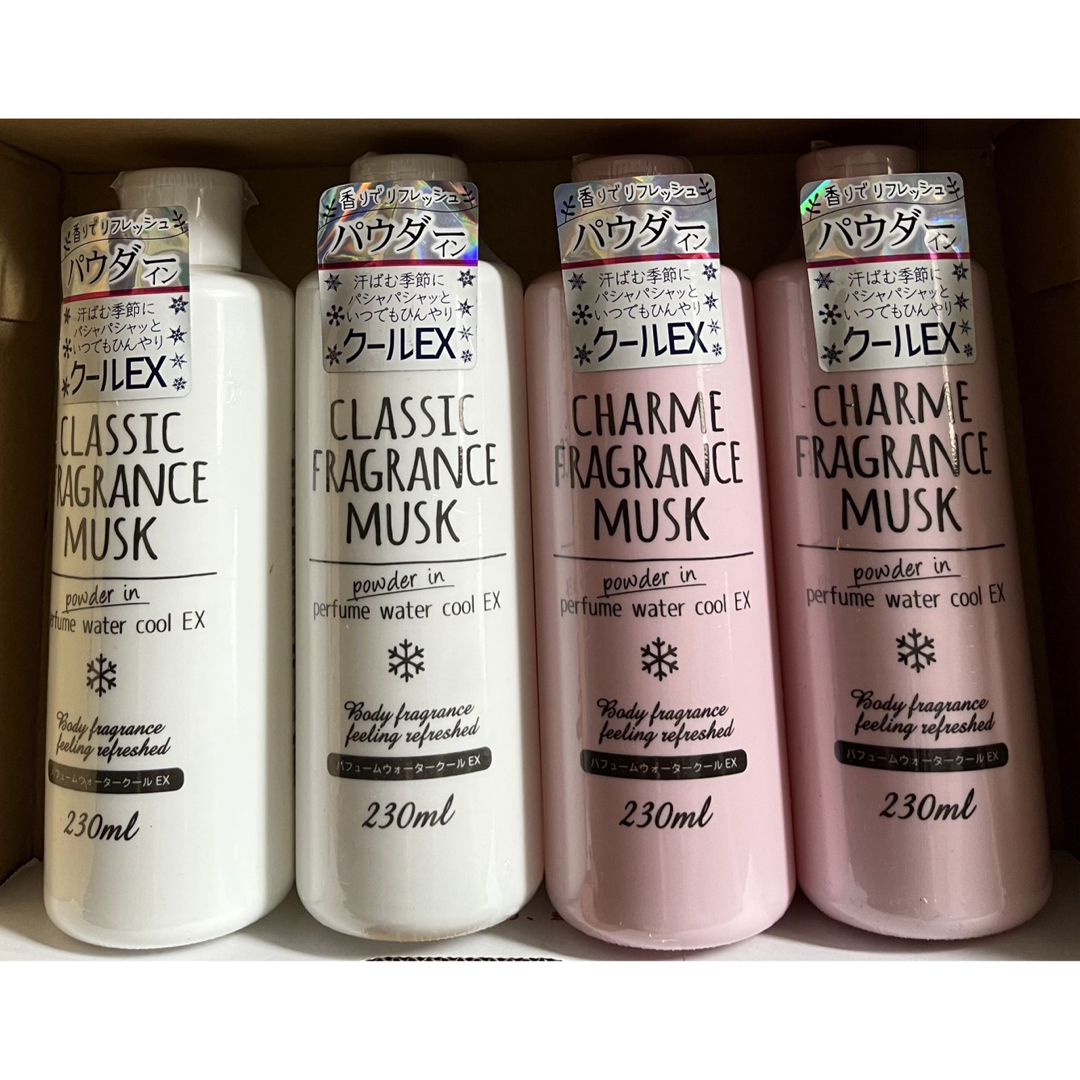 香りでリフレッシュ
パウダーイン
汗ばむ季節に
パシャパシャッと
いつでもひんやり
クールEX
CLASSIC
FRAGRANCE
MUSK
powder in
perfume water cool EX
Body fragrance
feeling refreshed
パフュームウォータークール EX
230ml
香りでリフレッシュ
パウダーイン
汗ばむ季節に
パシャパシャッと
いつでもひんやり
クールEX
CLASSIC
FRAGRANCE
MUSK
powder in
perfume water cool EX
Body fragrance
feeling refreshed
パフュームウォータークール EX
230ml
香りでリフレッシュ
パウダーイン
汗ばむ季節に
パシャパシャッと
いつでもひんやり
クールEX
CHARME
FRAGRANCE
MUSK
powder in
perfume water cool EX
Body fragrance
feeling refreshed
パフュームウォータークール EX
230ml
香りでリフレッシュ
パウダーイン
汗ばむ季節に
パシャパシャッと
いつでもひんやり
クールEX
CHARME
FRAGRANCE
MUSK
powder in
perfume water cool EX
Body fragrance
feeling refreshed
パフュームウォータークール EX
230ml